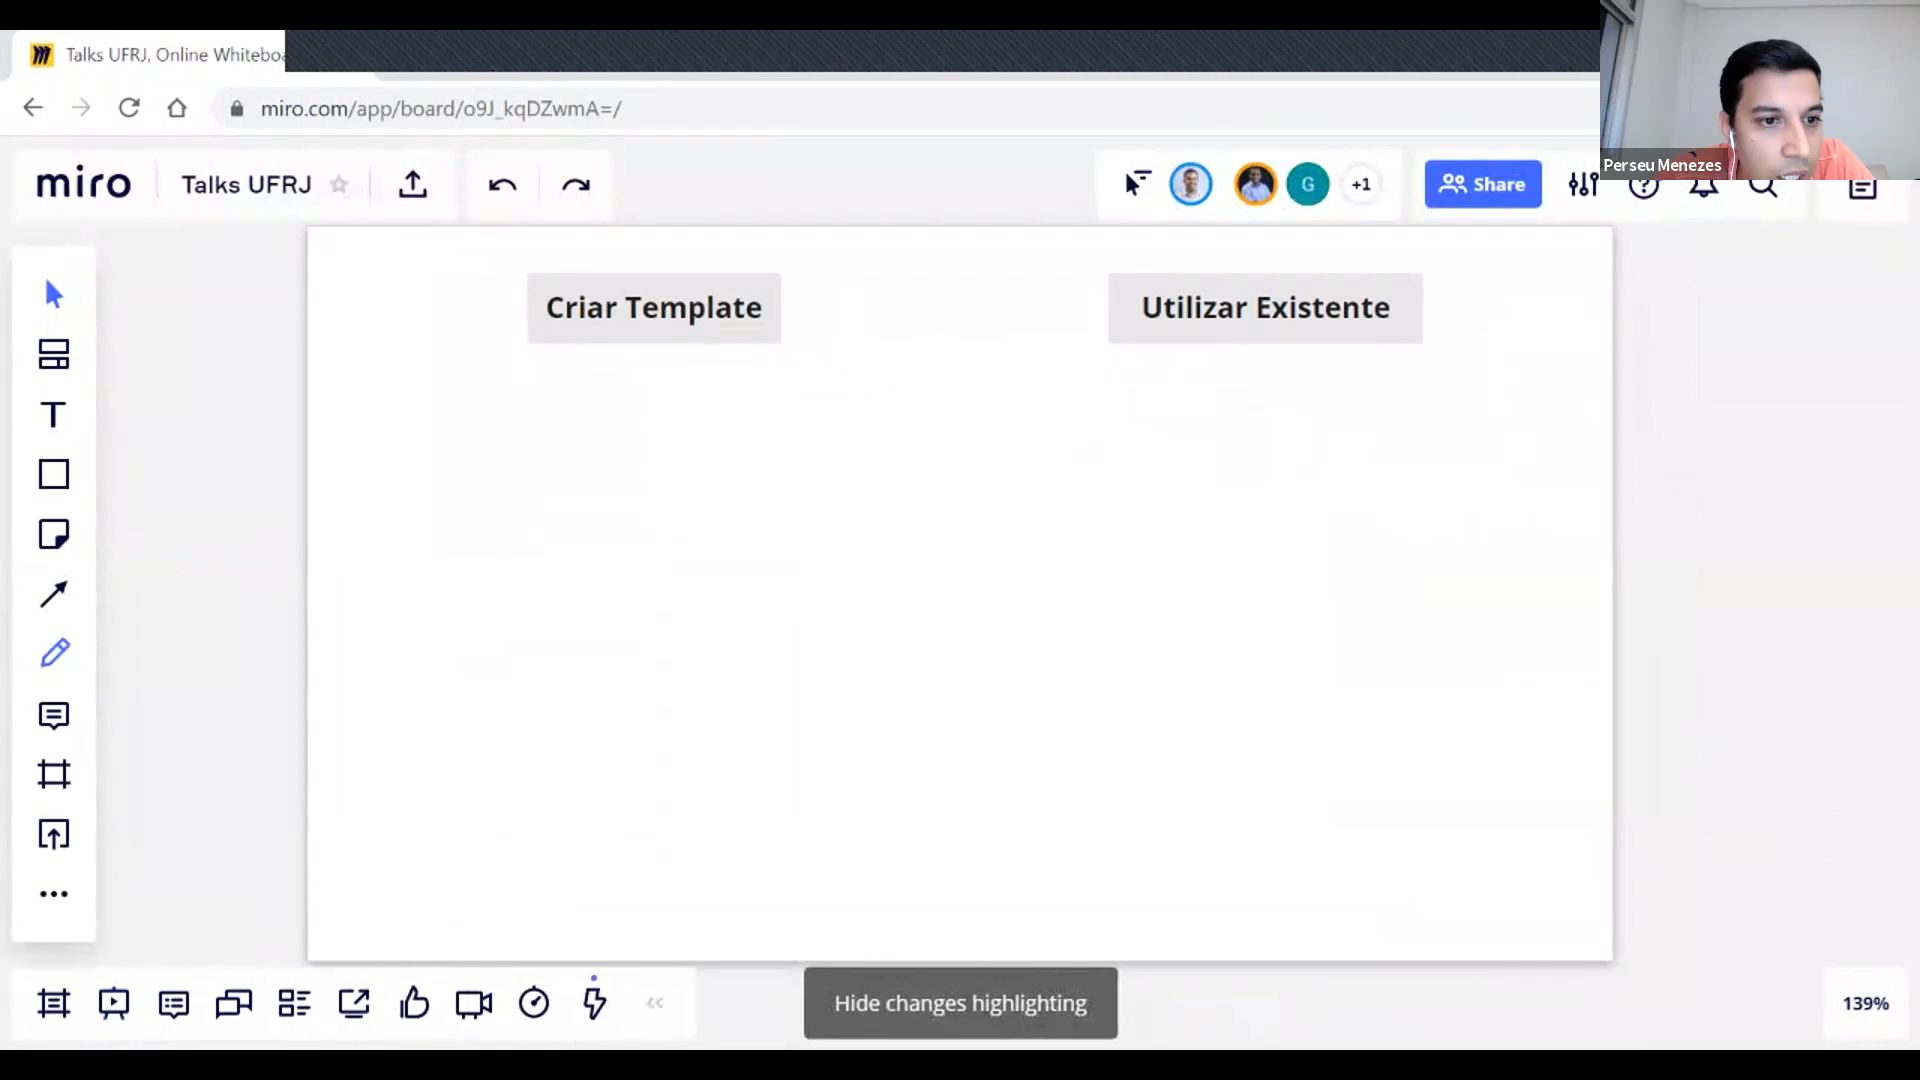 Talks UFRJ, Online Whiteboa
miro.com/app/board/o9J_kqDZwmA=/
Perseu Menezes
miro
Talks UFRJ
G
+1
Share
Criar Template
Utilizar Existente
T
Hide changes highlighting
139%